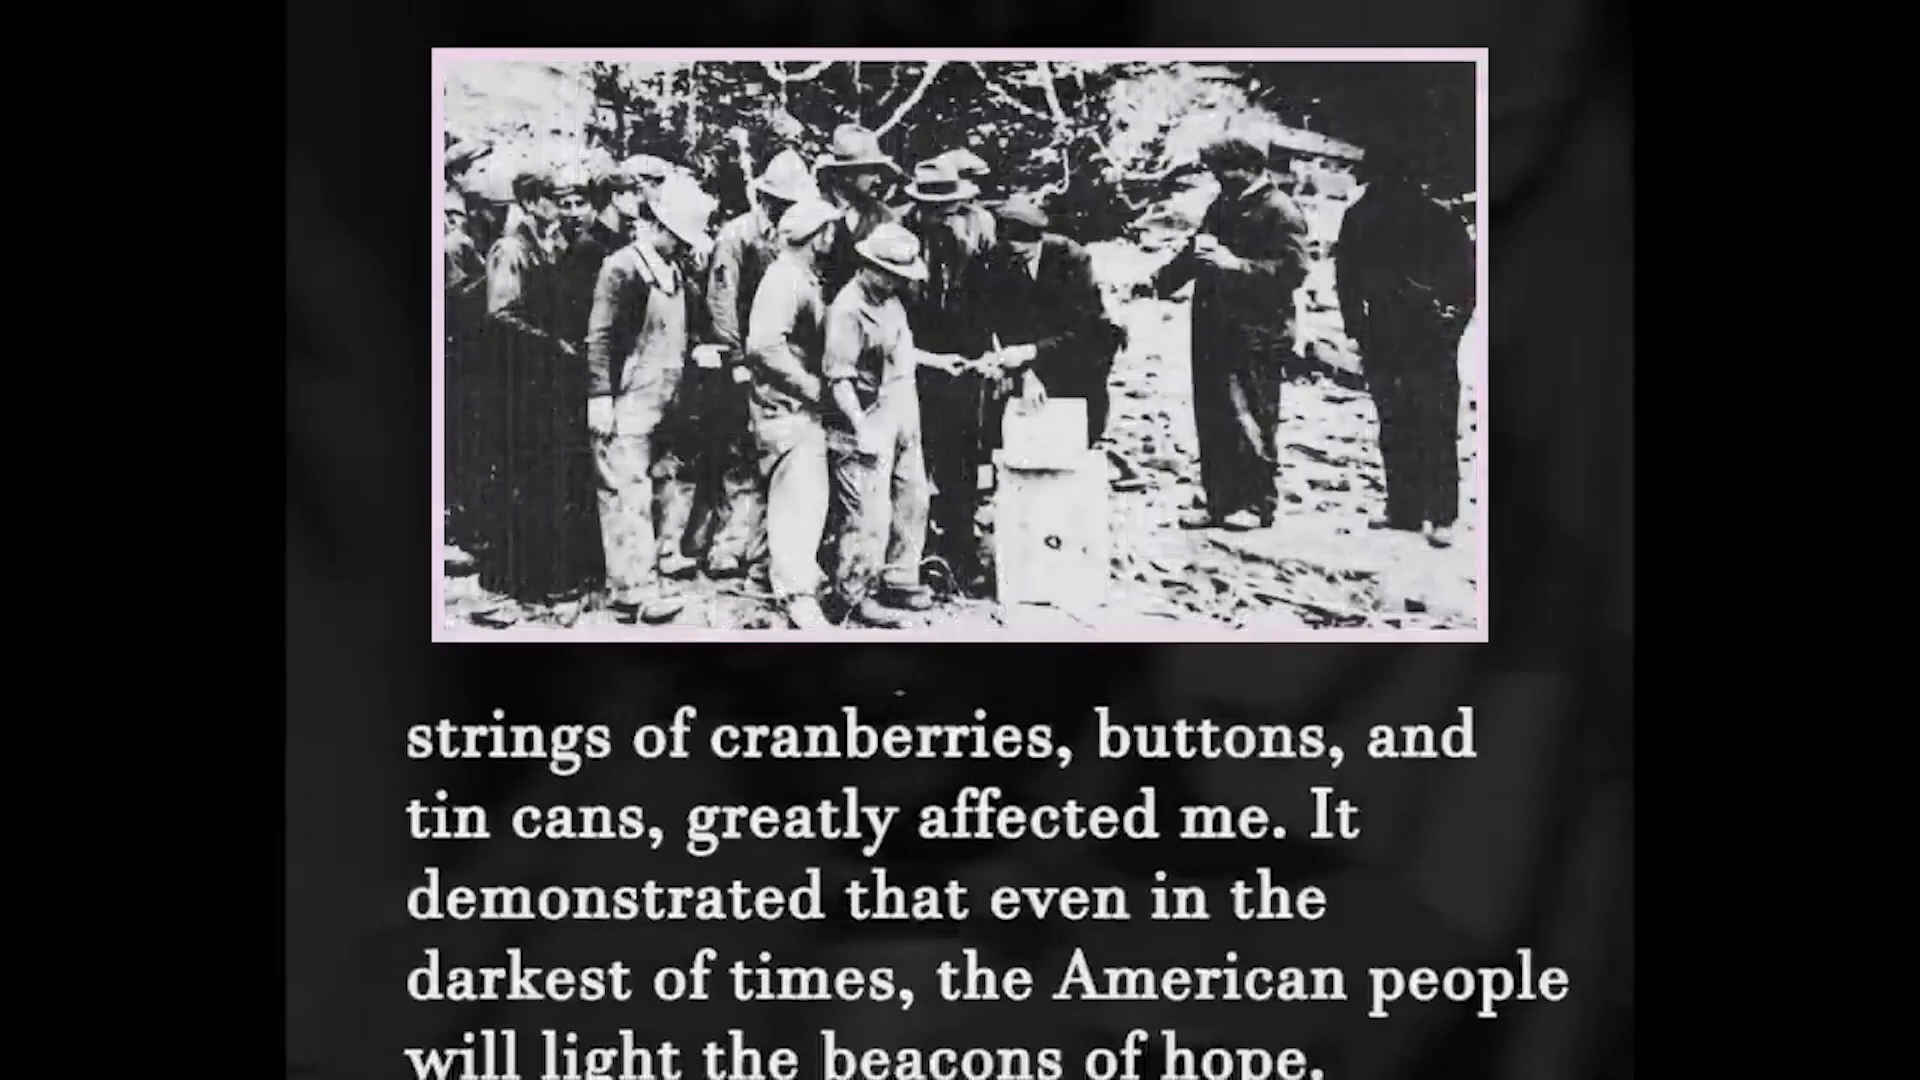 strings of cranberries, buttons, and
tin cans, greatly affected me. It
demonstrated that even in the
darkest of times, the American people
will light the beacons of hope.